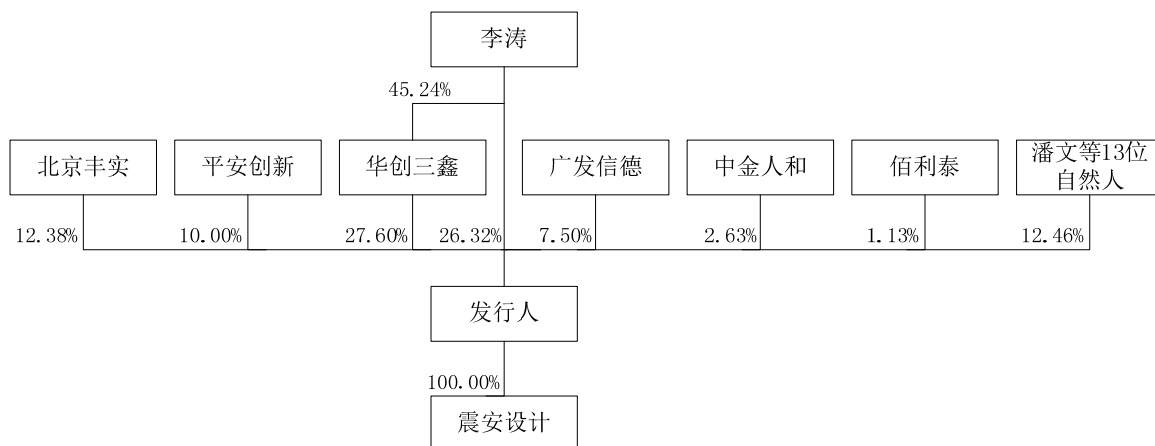 李涛
45.24%
北京丰实
平安创新
华创三鑫
广发信德
中金人和
佰利泰
潘文等13位
自然人
12.38%
10.00%
27.60%
26.32%
7.50%
2.63%
1.13%
12.46%
发行人
100.00%
震安设计